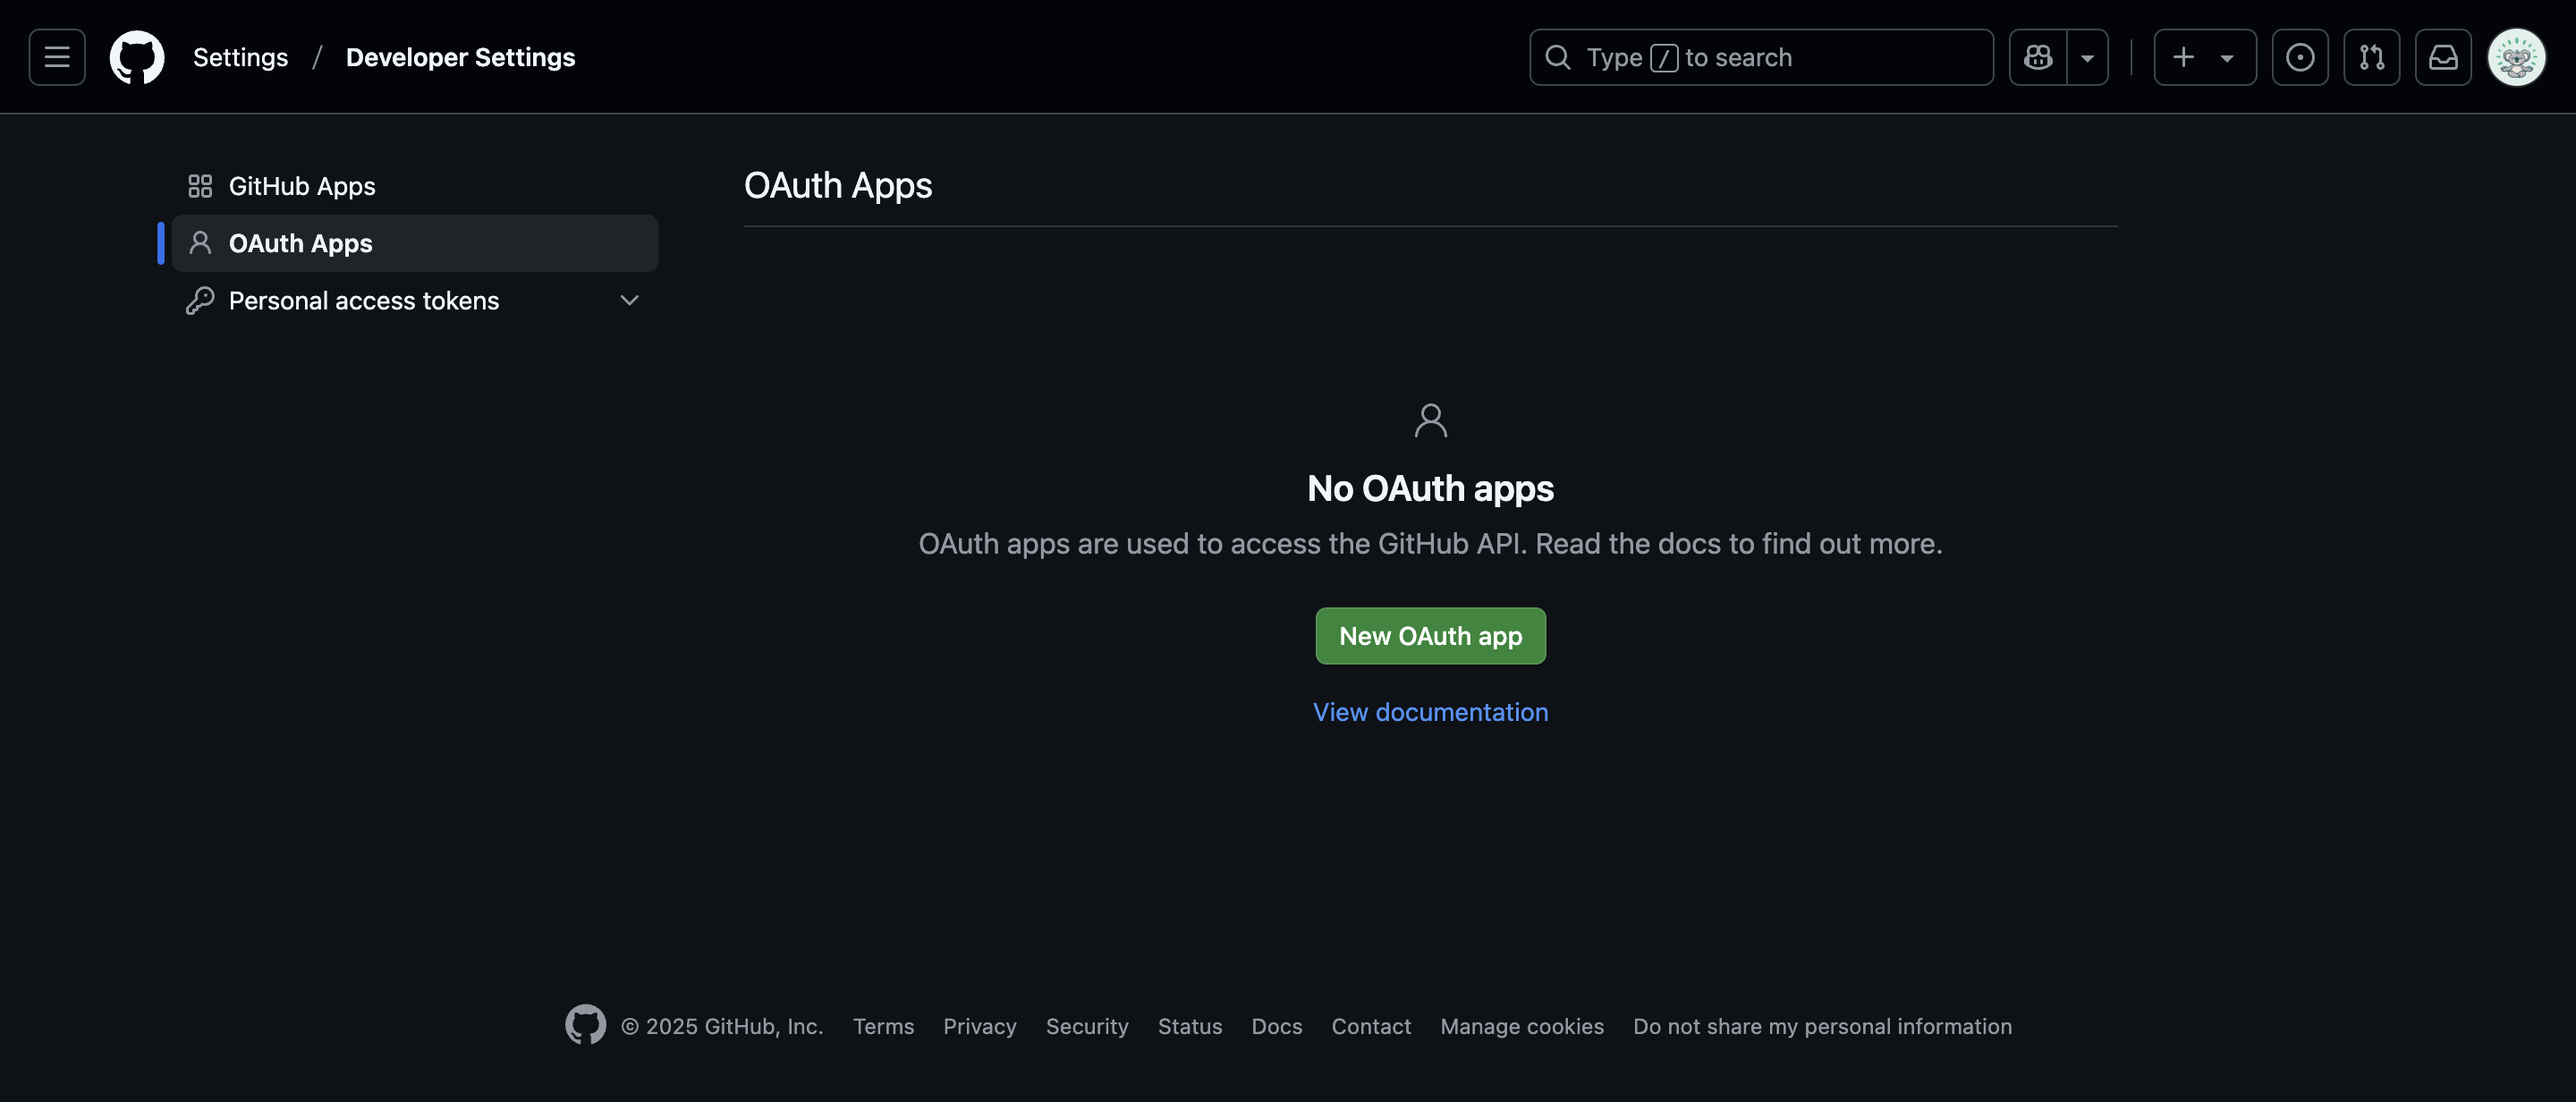 Settings / Developer Settings
Type / to search
GitHub Apps
OAuth Apps
Personal access tokens
OAuth Apps
No OAuth apps
OAuth apps are used to access the GitHub API. Read the docs to find out more.
New OAuth app
View documentation
© 2025 GitHub, Inc. Terms Privacy Security Status Docs Contact Manage cookies Do not share my personal information